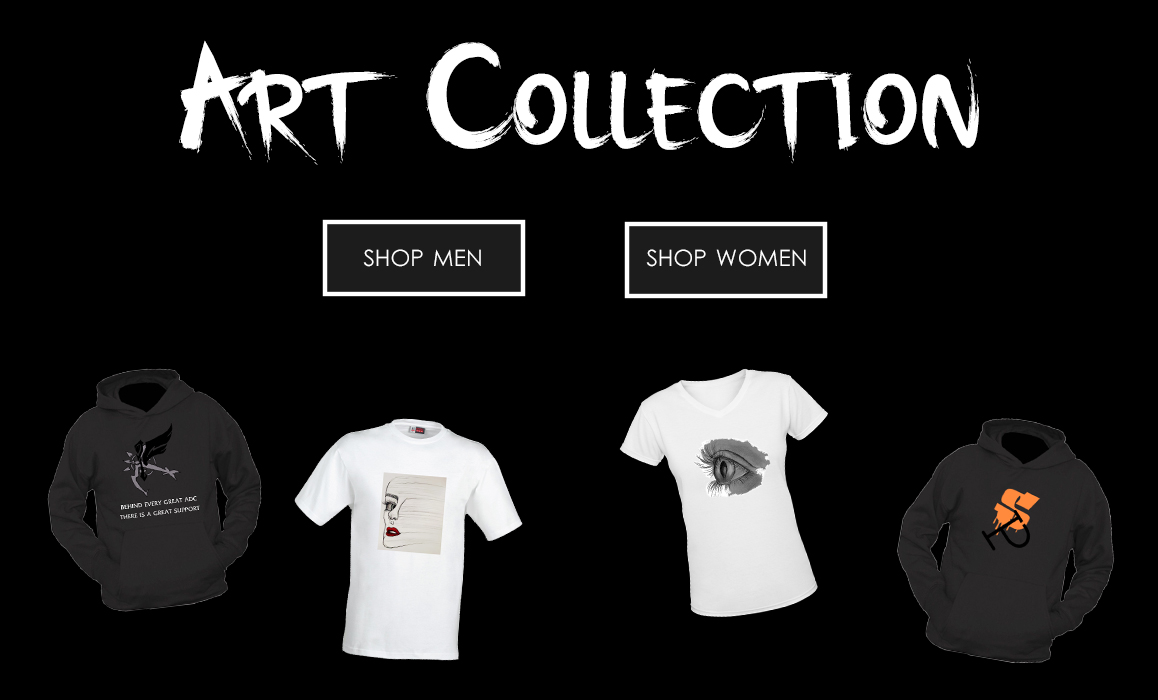 Art Collection
SHOP MEN
SHOP WOMEN
BEHIND EVERY GREAT ADC
THERE IS A GREAT SUPPORT